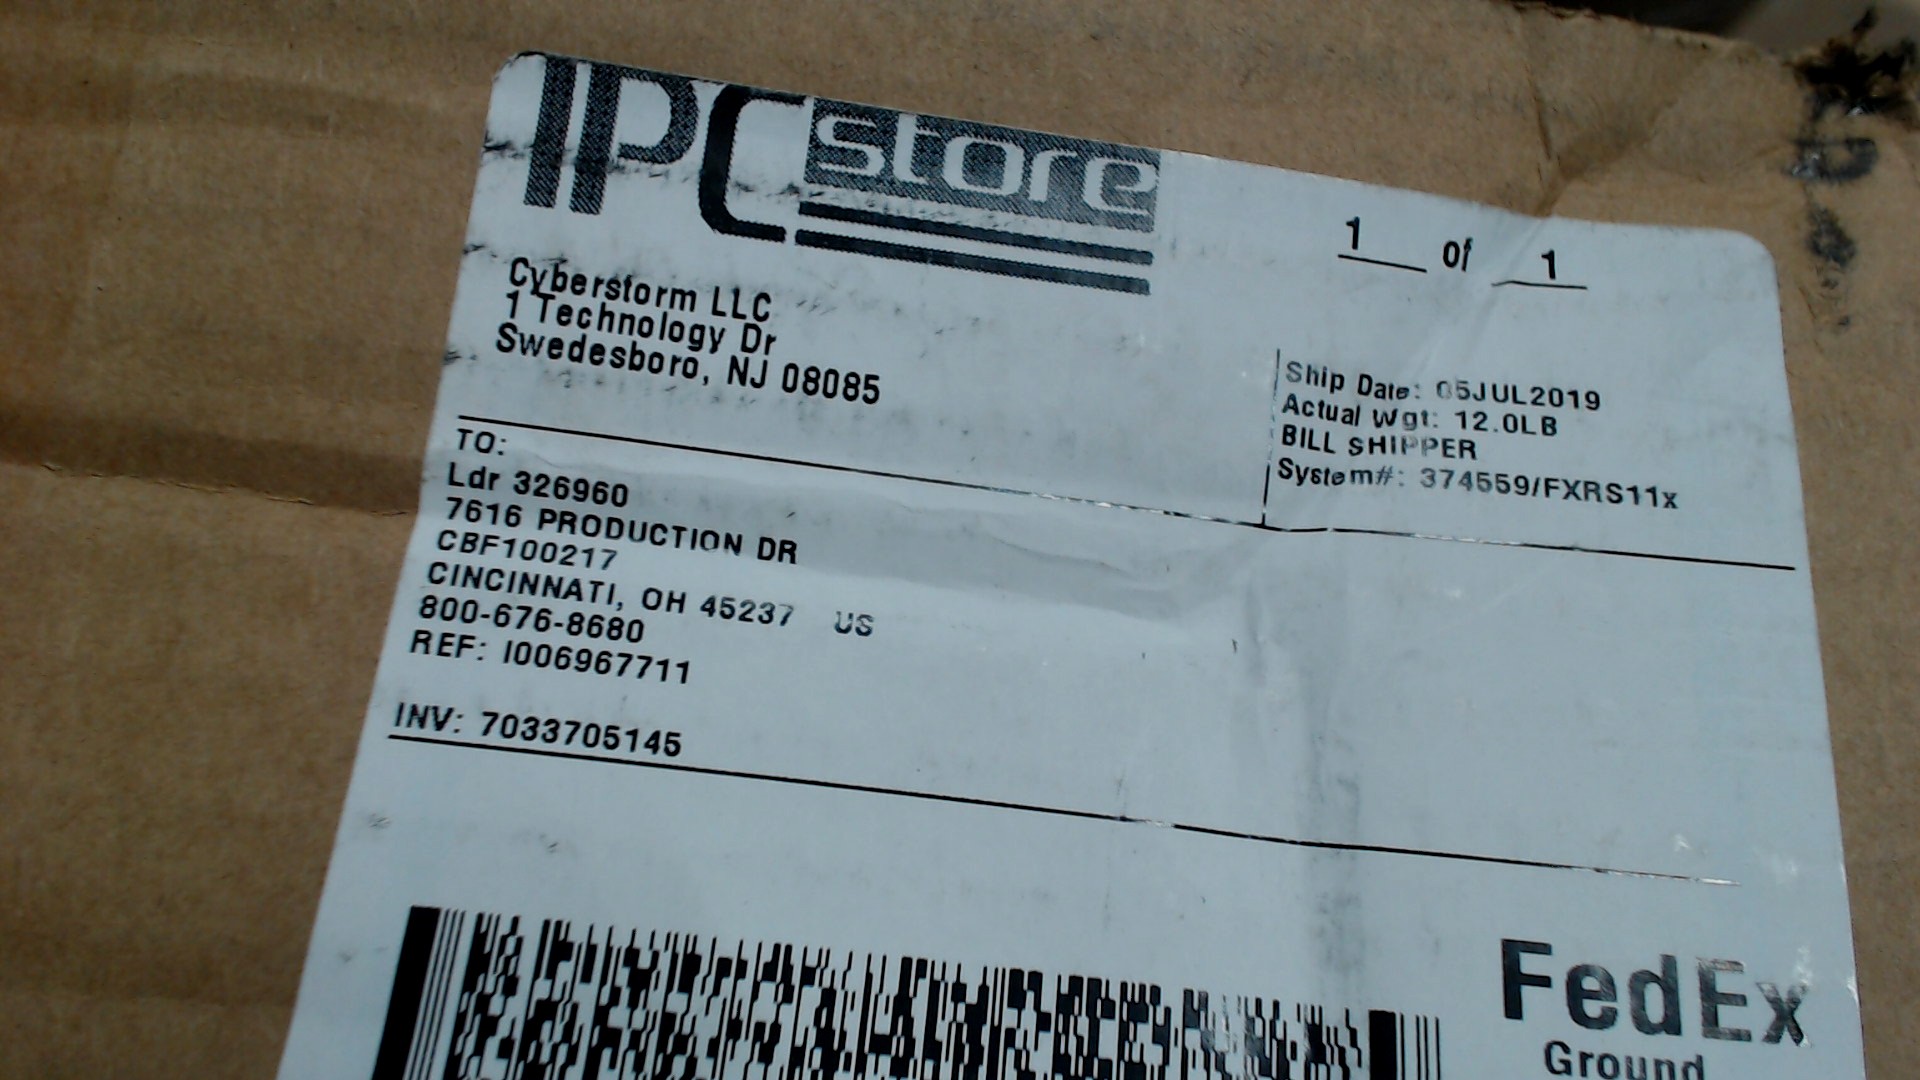 IPC store
1 of 1
Cyberstorm LLC
1 Technology Dr
Swedesboro, NJ 08085
Ship Date: 05JUL2019
Actual Wgt: 12.0LB
BILL SHIPPER
System#: 374559/FXRS11x
TO:
Ldr 326960
7616 PRODUCTION DR
CBF100217
CINCINNATI, OH 45237 US
800-676-8680
REF: I006967711
INV: 7033705145
FedEx
Ground